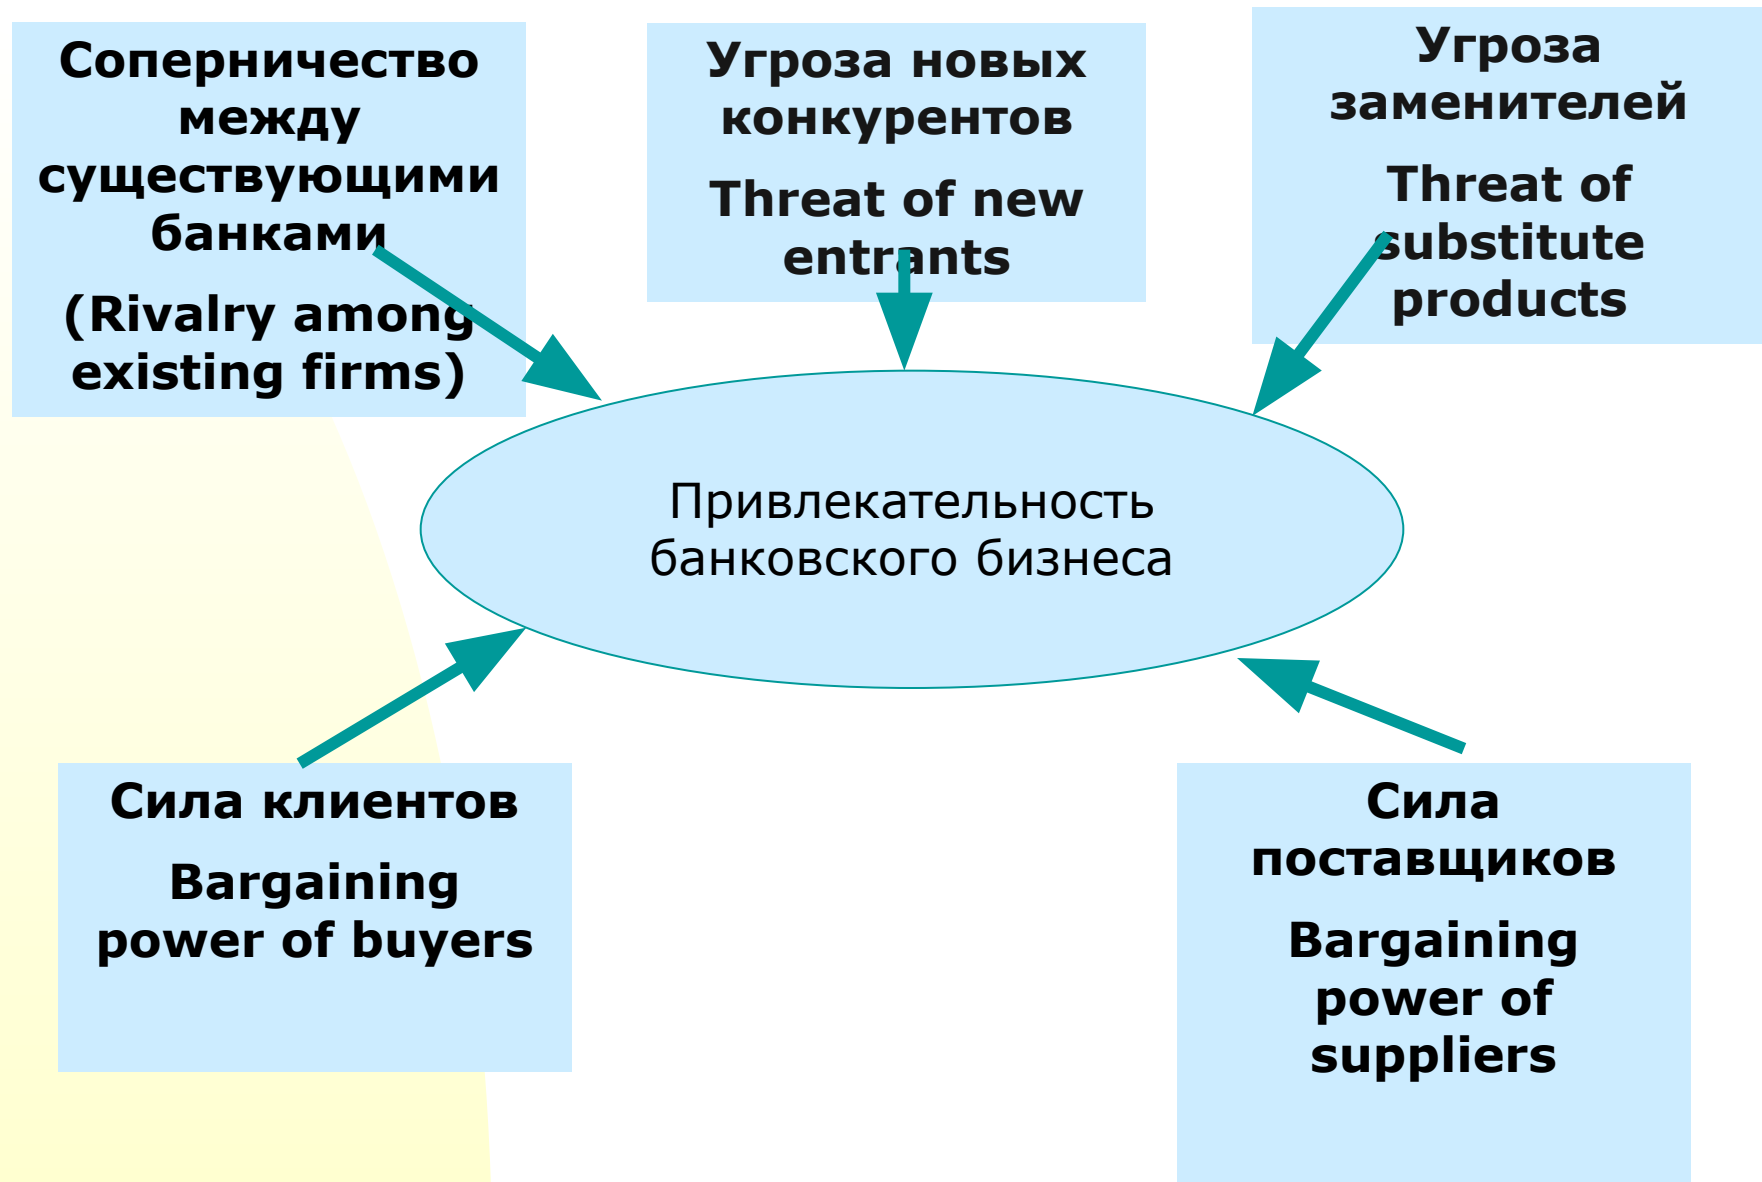 Соперничество
между
существующими
банками
(Rivalry among
existing firms)
Угроза новых
конкурентов
Threat of new
entrants
Угроза
заменителей
Threat of
substitute
products
Привлекательность
банковского бизнеса
Сила клиентов
Bargaining
power of buyers
Сила
поставщиков
Bargaining
power of
suppliers